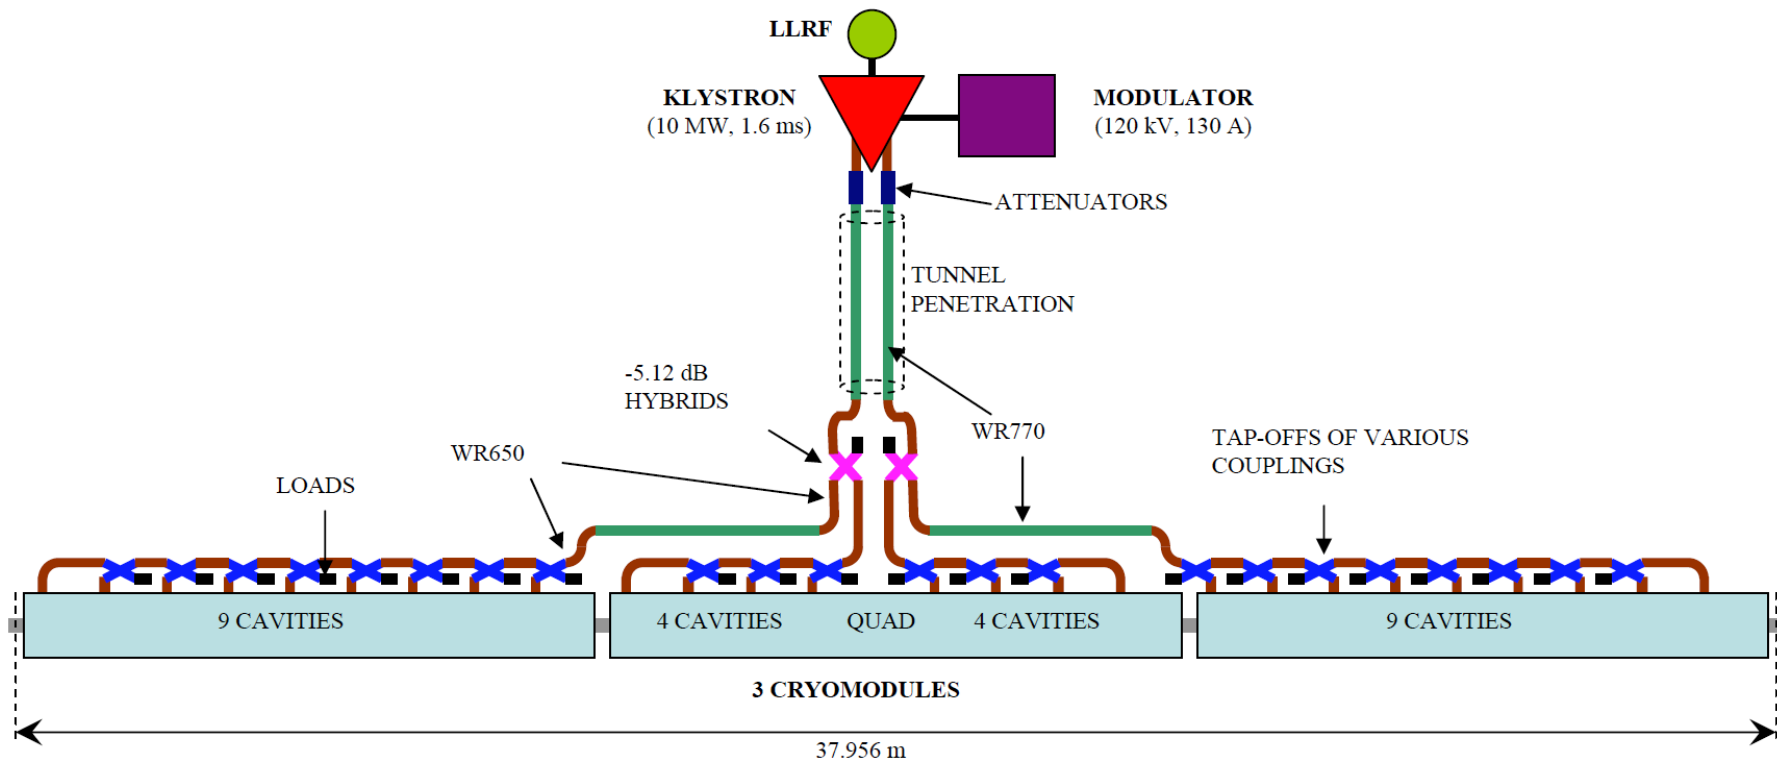 LLRF
KLYSTRON
(10 MW, 1.6 ms)
MODULATOR
(120 kV, 130 A)
ATTENUATORS
TUNNEL
PENETRATION
-5.12 dB
HYBRIDS
WR770
WR650
TAP-OFFS OF VARIOUS
COUPLINGS
LOADS
9 CAVITIES
4 CAVITIES
QUAD
4 CAVITIES
9 CAVITIES
3 CRYOMODULES
37.956 m